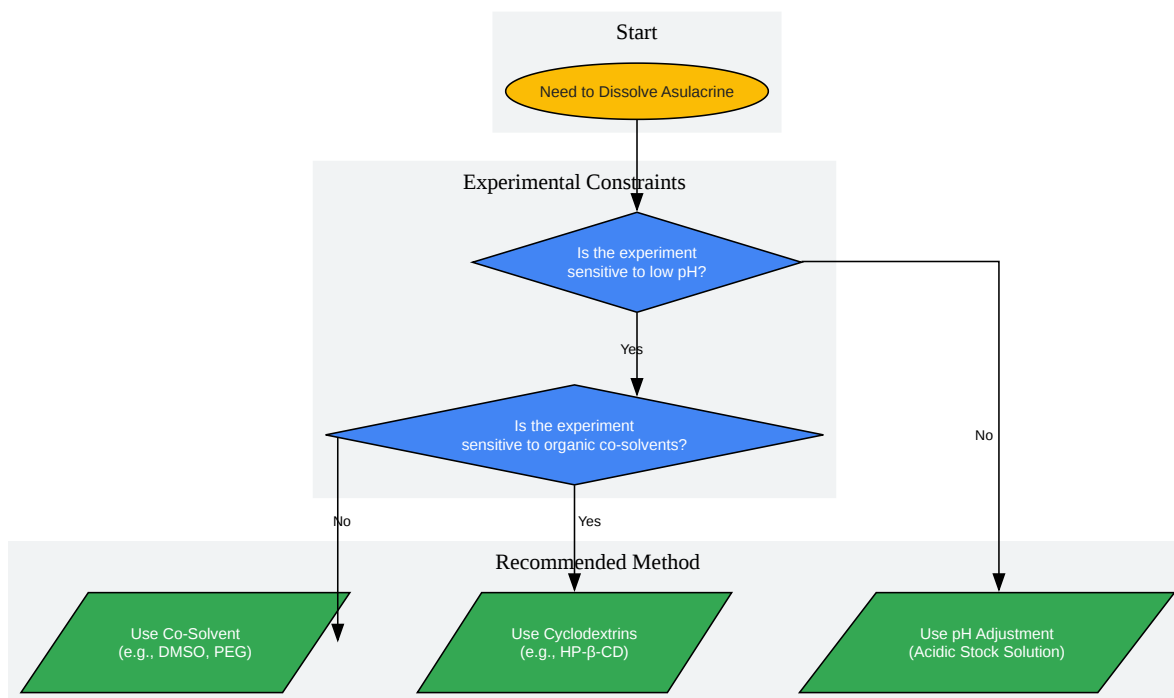 Start
Need to Dissolve Asulacrine
Experimental Constraints
Is the experiment
sensitive to low pH?
Yes
Is the experiment
sensitive to organic co-solvents?
No
No
Yes
Recommended Method
Use Co-Solvent
(e.g., DMSO, PEG)
Use Cyclodextrins
(e.g., HP-β-CD)
Use pH Adjustment
(Acidic Stock Solution)